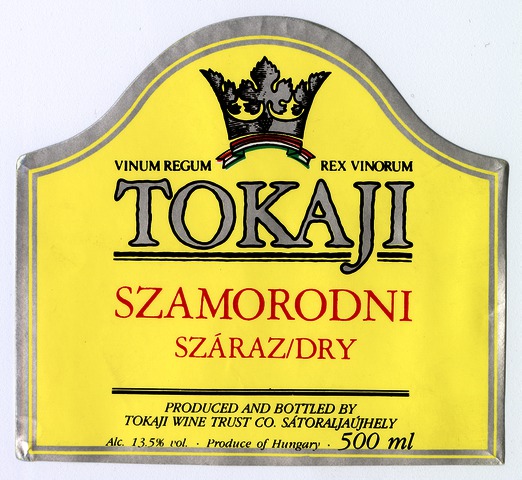 VINUM REGUM REX VINORUM
TOKAJI
SZAMORODNI
SZÁRAZ/DRY
PRODUCED AND BOTTLED BY
TOKAJI WINE TRUST CO. SÁTORALJAÚJHELY
Alc. 13.5% vol. · Produce of Hungary · 500 ml